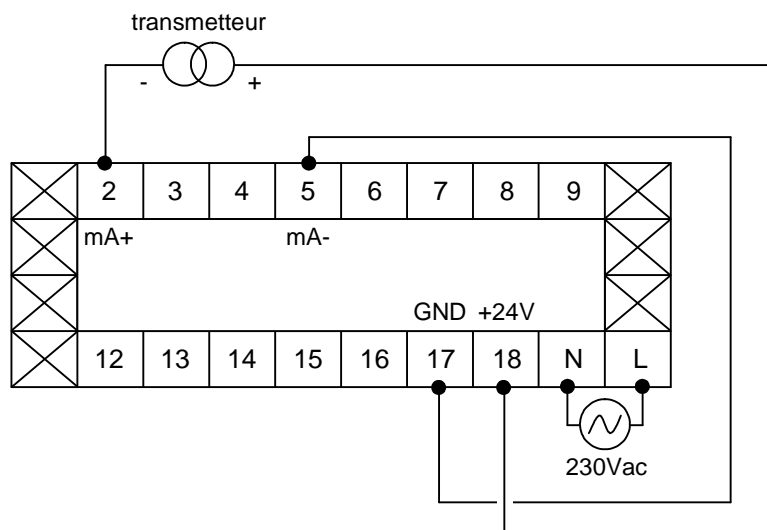 transmetteur
- +
2 3 4 5 6 7 8 9
mA+ mA-
GND +24V
12 13 14 15 16 17 18 N L
230Vac